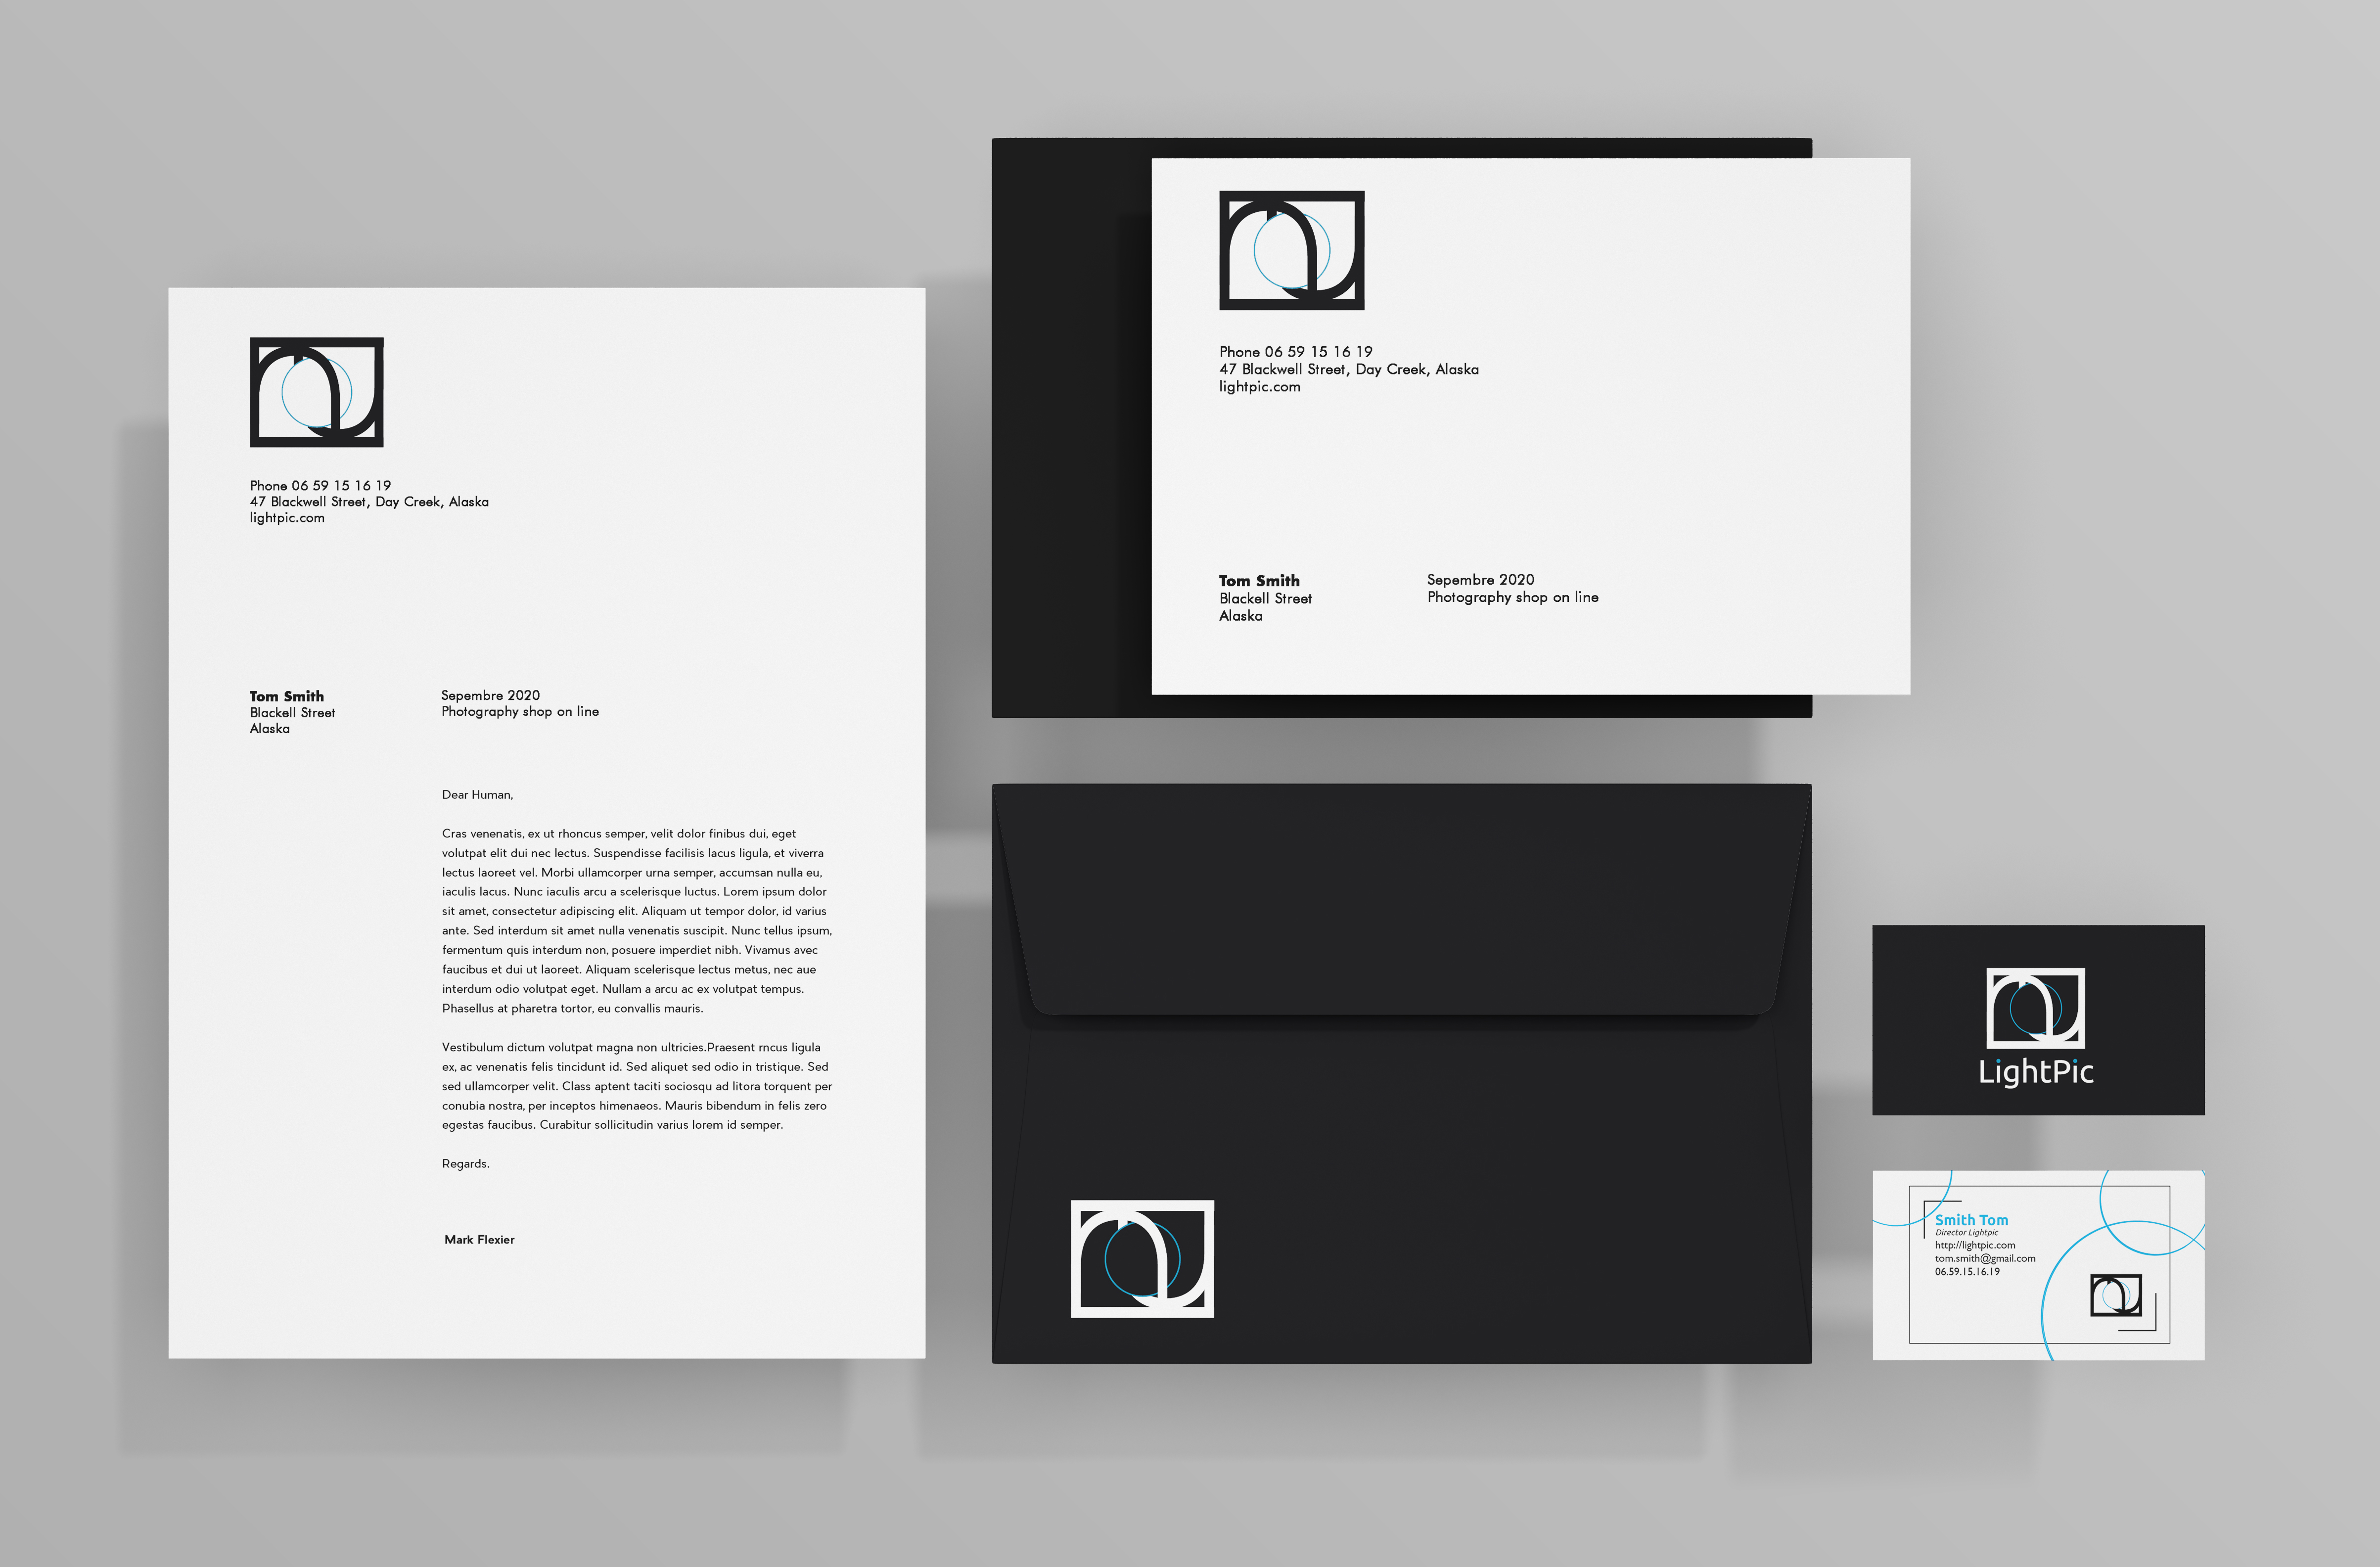 Phone 06 59 15 16 19
47 Blackwell Street, Day Creek, Alaska
lightpic.com
Tom Smith
Blackell Street
Alaska
Sepembre 2020
Photography shop on line
Dear Human,
Cras venenatis, ex ut rhoncus semper, velit dolor finibus dui, eget
volutpat elit dui nec lectus. Suspendisse facilisis lacus ligula, et viverra
lectus laoreet vel. Morbi ullamcorper urna semper, accumsan nulla eu,
iaculis lacus. Nunc iaculis arcu a scelerisque luctus. Lorem ipsum dolor
sit amet, consectetur adipiscing elit. Aliquam ut tempor dolor, id varius
ante. Sed interdum sit amet nulla venenatis suscipit. Nunc tellus ipsum,
fermentum quis interdum non, posuere imperdiet nibh. Vivamus avec
faucibus et dui ut laoreet. Aliquam scelerisque lectus metus, nec aue
interdum odio volutpat eget. Nullam a arcu ac ex volutpat tempus.
Phasellus at pharetra tortor, eu convallis mauris.
Vestibulum dictum volutpat magna non ultricies.Praesent rncus ligula
ex, ac venenatis felis tincidunt id. Sed aliquet sed odio in tristique. Sed
sed ullamcorper velit. Class aptent taciti sociosqu ad litora torquent per
conubia nostra, per inceptos himenaeos. Mauris bibendum in felis zero
egestas faucibus. Curabitur sollicitudin varius lorem id semper.
Regards.
Mark Flexier
Phone 06 59 15 16 19
47 Blackwell Street, Day Creek, Alaska
lightpic.com
Tom Smith
Blackell Street
Alaska
Sepembre 2020
Photography shop on line
LightPic
Smith Tom
Director Lightpic
http://lightpic.com
tom.smith@gmail.com
06.59.15.16.19